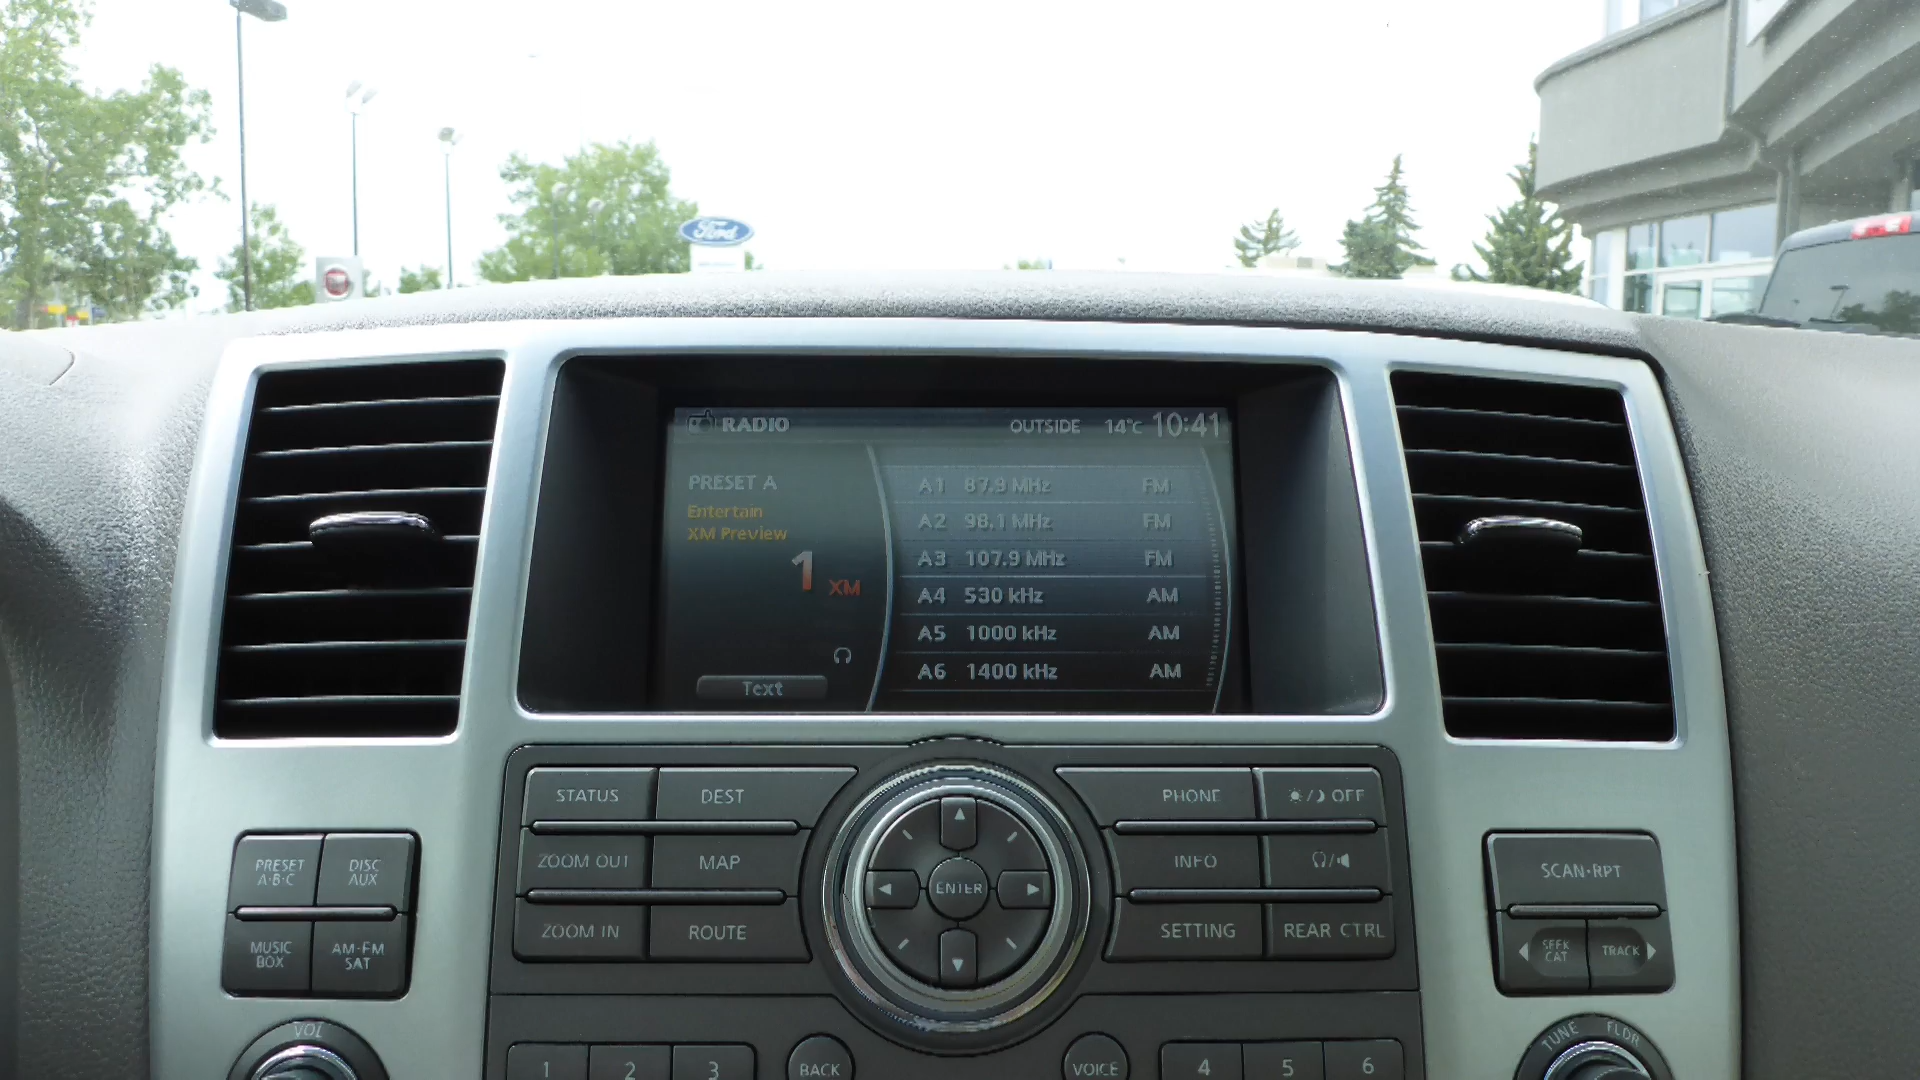 Ford
RADIO
OUTSIDE 14°C 10:41
PRESET A
Entertain
XM Preview
1 XM
Text
A1 87.9 MHz FM
A2 98.1 MHz FM
A3 107.9 MHz FM
A4 530 kHz AM
A5 1000 kHz AM
A6 1400 kHz AM
STATUS DEST
ZOOM OUT MAP
ZOOM IN ROUTE
ENTER
PHONE OFF
INFO
SETTING REAR CTRL
PRESET
A·B·C
DISC
AUX
MUSIC
BOX
AM·FM
SAT
SCAN·RPT
SEEK
CAT
TRACK
VOL
1 2 3 BACK VOICE 4 5 6
TUNE FLDR